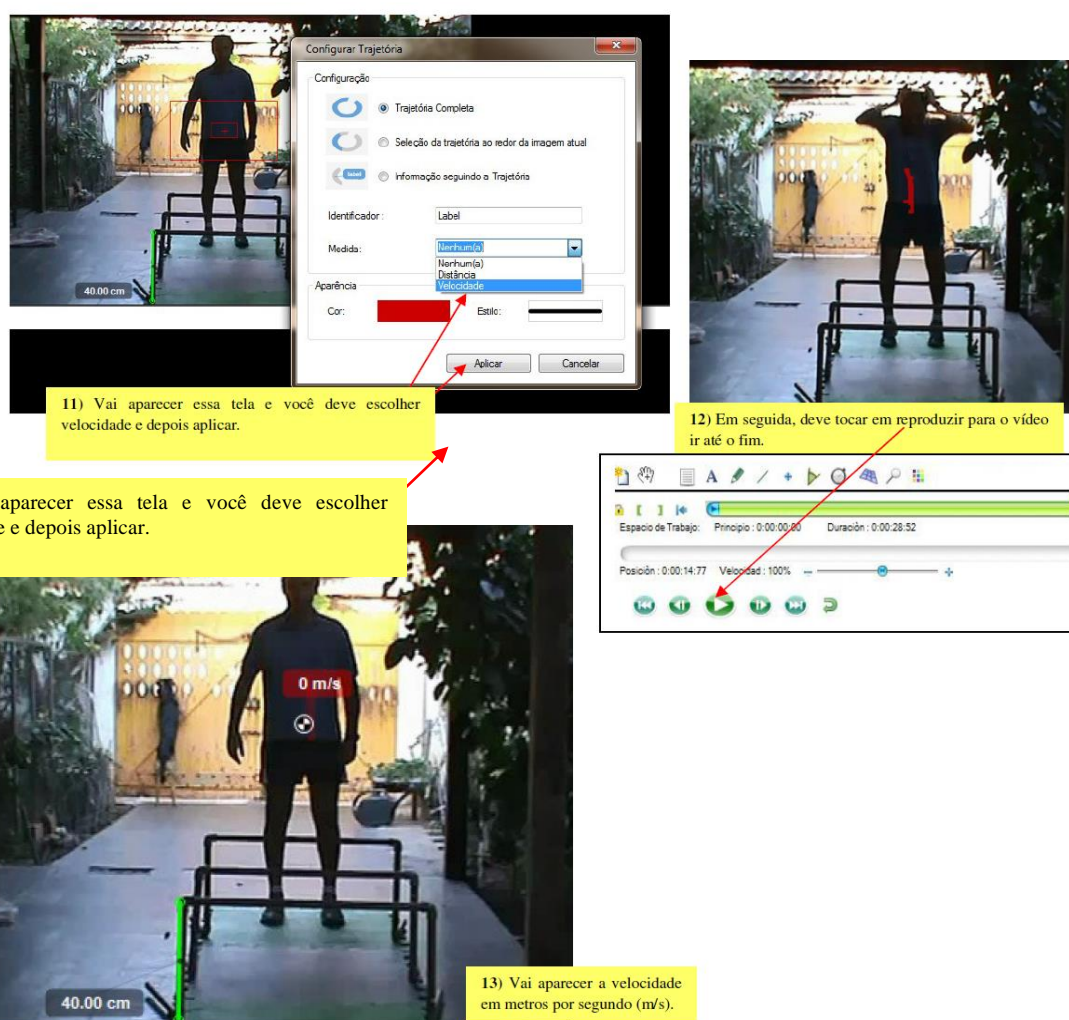 Configurar Trajetória
Configuração
Trajetória Completa
Seleção da trajetória ao redor da imagem atual
label
Informação seguindo a Trajetória
Identificador :
Label
Medida:
Nenhum(a)
Nenhum(a)
Distância
Velocidade
Aparência
Cor:
Estilo:
Aplicar
Cancelar
40.00 cm
11) Vai aparecer essa tela e você deve escolher
velocidade e depois aplicar.
12) Em seguida, deve tocar em reproduzir para o vídeo
ir até o fim.
aparecer essa tela e você deve escolher
e e depois aplicar.
Espacio de Trabajo:
Principio : 0:00:00:00
Duraciòn : 0:00:28:52
Posiciòn : 0:00:14:77
Velocidad : 100%
0 m/s
40.00 cm
13) Vai aparecer a velocidade
em metros por segundo (m/s).